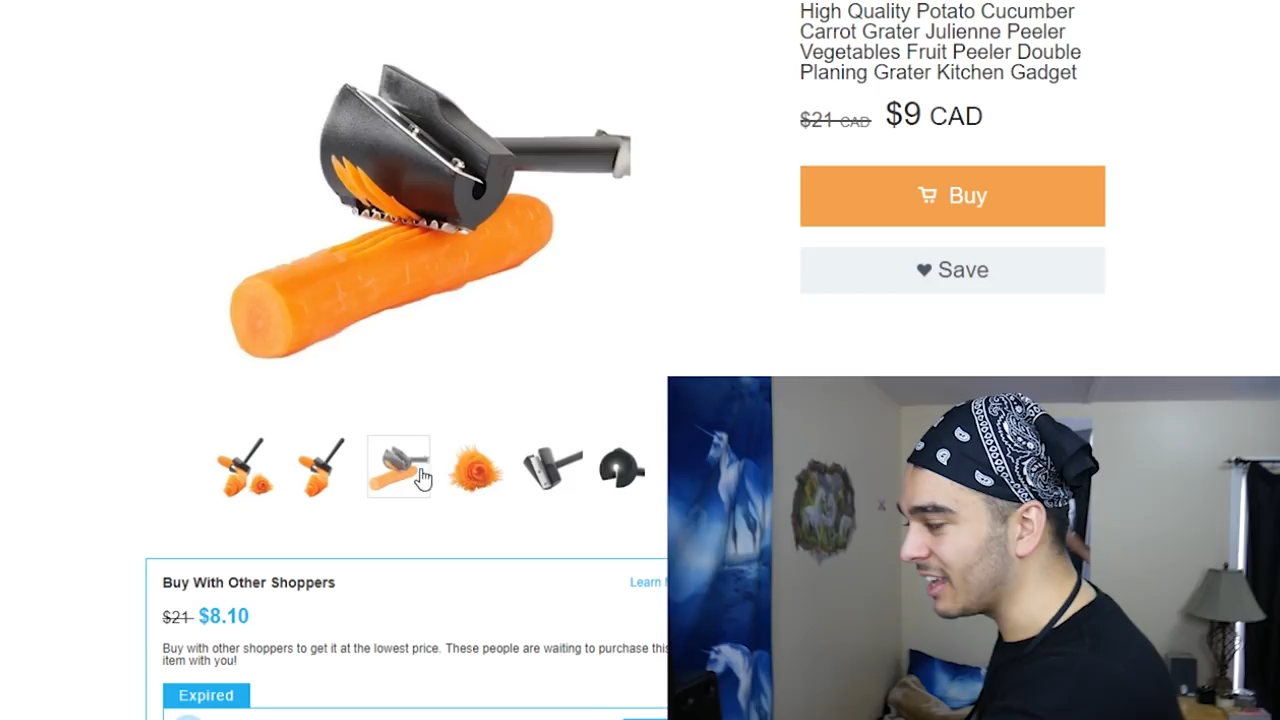 High Quality Potato Cucumber
Carrot Grater Julienne Peeler
Vegetables Fruit Peeler Double
Planing Grater Kitchen Gadget
$21 CAD $9 CAD
Buy
Save
Buy With Other Shoppers
Learn
$21 $8.10
Buy with other shoppers to get it at the lowest price. These people are waiting to purchase this
item with you!
Expired